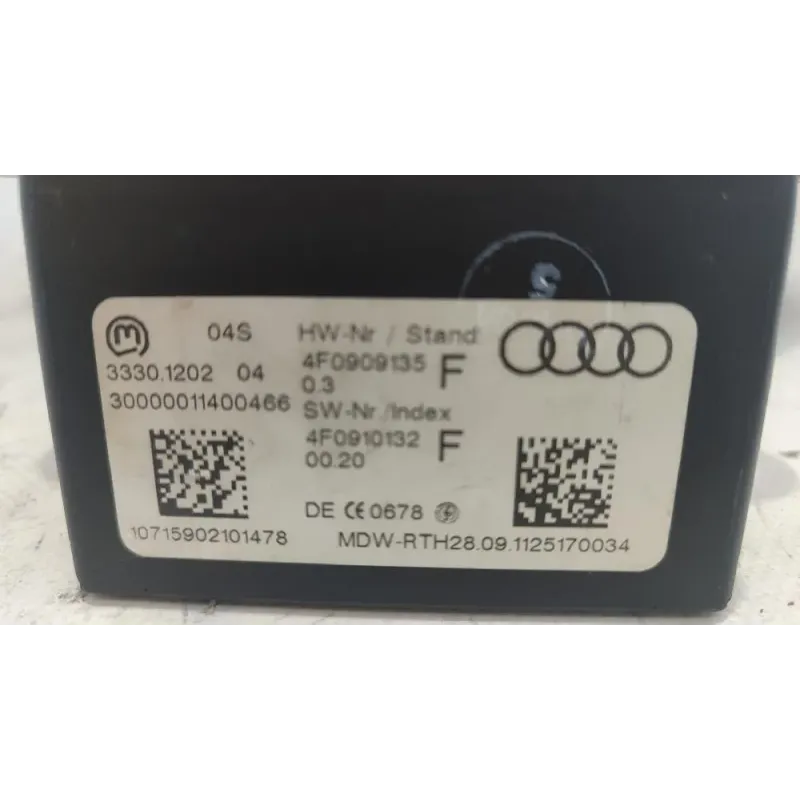 S
M
04S
HW-Nr / Stand
3330.1202 04
4F0909135 F
0.3
30000011400466
SW-Nr./Index
4F0910132 F
00.20
DE CE 0678
10715902101478
MDW-RTH28.09.1125170034